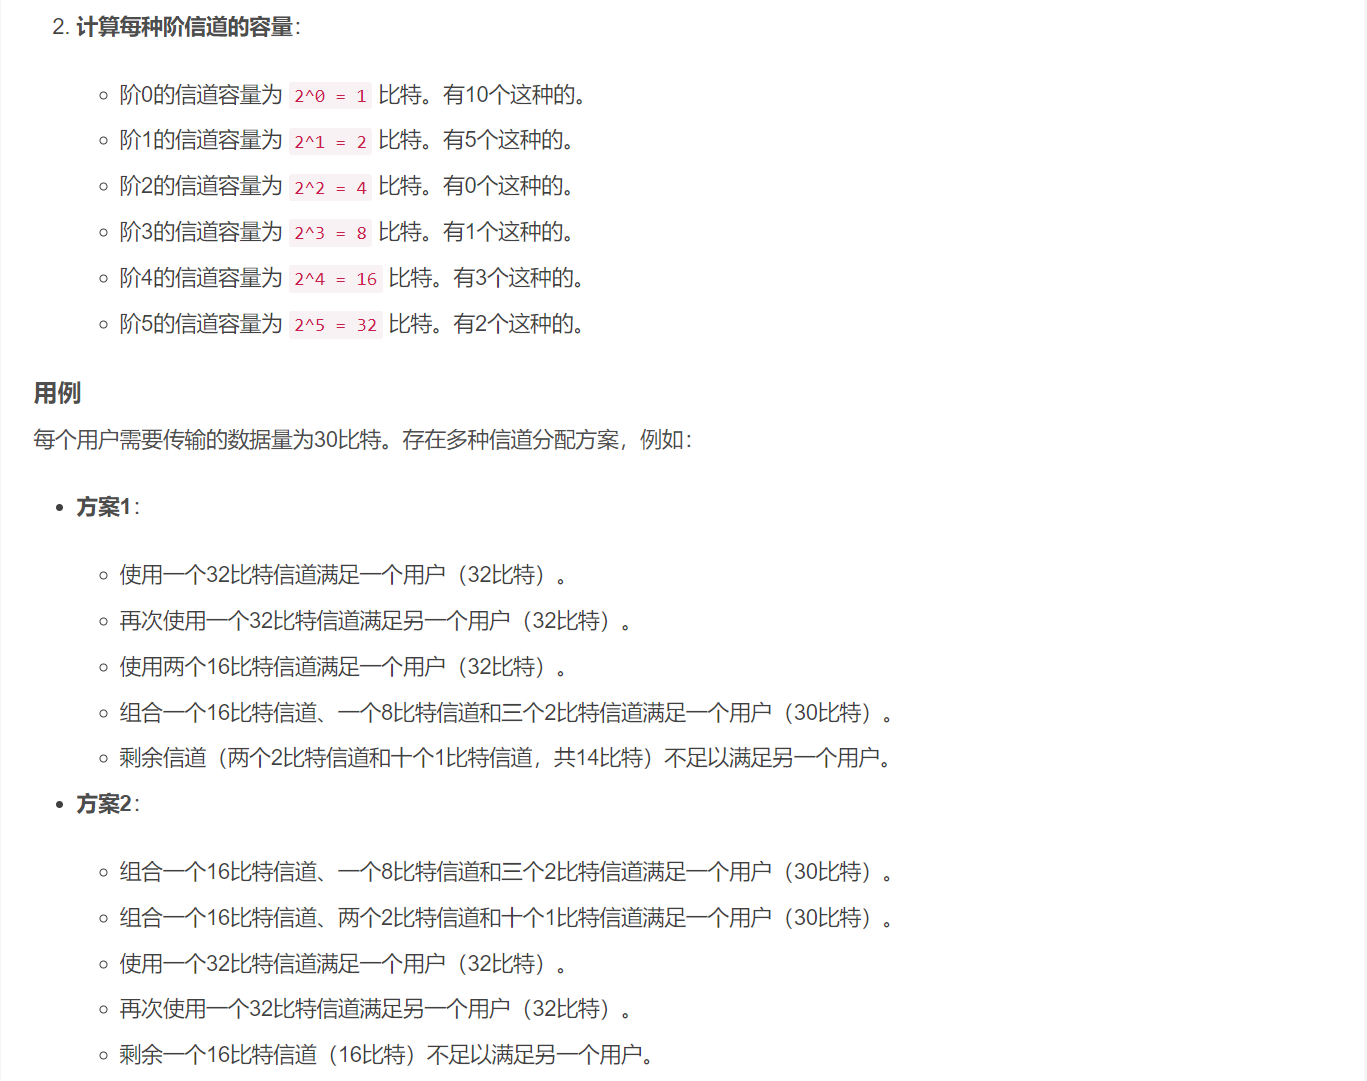 2. 计算每种阶信道的容量：
阶0的信道容量为 2^0 = 1 比特。有10个这种的。
阶1的信道容量为 2^1 = 2 比特。有5个这种的。
阶2的信道容量为 2^2 = 4 比特。有0个这种的。
阶3的信道容量为 2^3 = 8 比特。有1个这种的。
阶4的信道容量为 2^4 = 16 比特。有3个这种的。
阶5的信道容量为 2^5 = 32 比特。有2个这种的。
用例
每个用户需要传输的数据量为30比特。存在多种信道分配方案，例如：
方案1：
使用一个32比特信道满足一个用户（32比特）。
再次使用一个32比特信道满足另一个用户（32比特）。
使用两个16比特信道满足一个用户（32比特）。
组合一个16比特信道、一个8比特信道和三个2比特信道满足一个用户（30比特）。
剩余信道（两个2比特信道和十个1比特信道，共14比特）不足以满足另一个用户。
方案2：
组合一个16比特信道、一个8比特信道和三个2比特信道满足一个用户（30比特）。
组合一个16比特信道、两个2比特信道和十个1比特信道满足一个用户（30比特）。
使用一个32比特信道满足一个用户（32比特）。
再次使用一个32比特信道满足另一个用户（32比特）。
剩余一个16比特信道（16比特）不足以满足另一个用户。